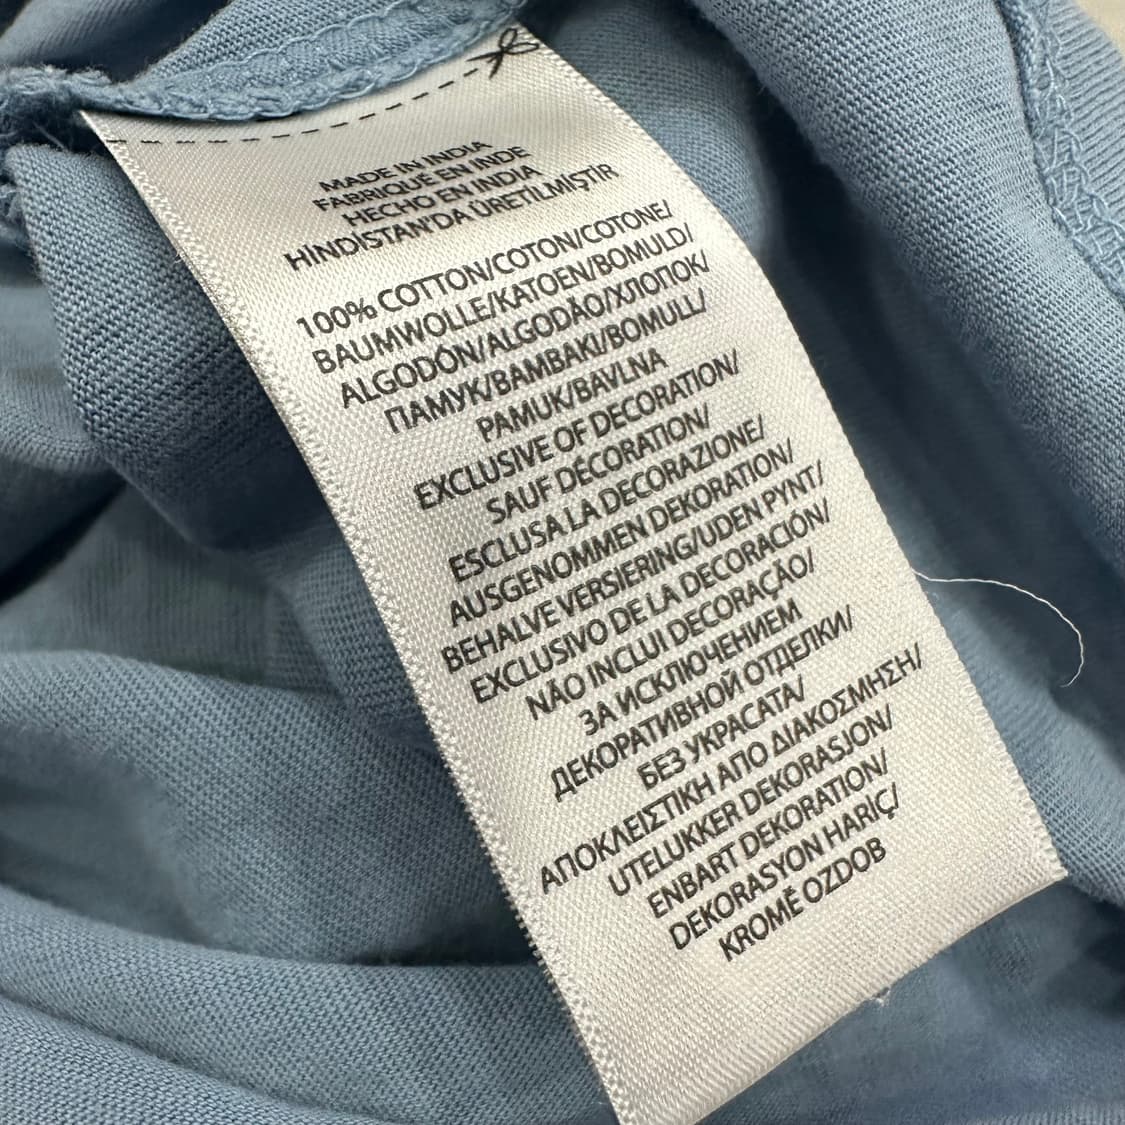 MADE IN INDIA
FABRIQUÉ EN INDE
HECHO EN INDIA
HİNDİSTAN'DA ÜRETİLMİŞTİR
100% COTTON/COTON/COTONE/
BAUMWOLLE/KATOEN/BOMULD/
ALGODÓN/ALGODÃO/ХЛОПОК/
ПАМУК/ΒΑΜΒΑΚΙ/BOMULL/
PAMUK/BAVLNA
EXCLUSIVE OF DECORATION/
SAUF DÉCORATION/
ESCLUSA LA DECORAZIONE/
AUSGENOMMEN DEKORATION/
BEHALVE VERSIERING/UDEN PYNT/
EXCLUSIVO DE LA DECORACIÓN/
NÃO INCLUI DECORAÇÃO/
ЗА ИСКЛЮЧЕНИЕМ
ДЕКОРАТИВНОЙ ОТДЕЛКИ/
БЕЗ УКРАСАТА/
ΑΠΟΚΛΕΙΣΤΙΚΗ ΑΠΟ ΔΙΑΚΟΣΜΗΣΗ/
UTELUKKER DEKORASJON/
ENBART DEKORATION/
DEKORASYON HARİÇ/
KROMĚ OZDOB